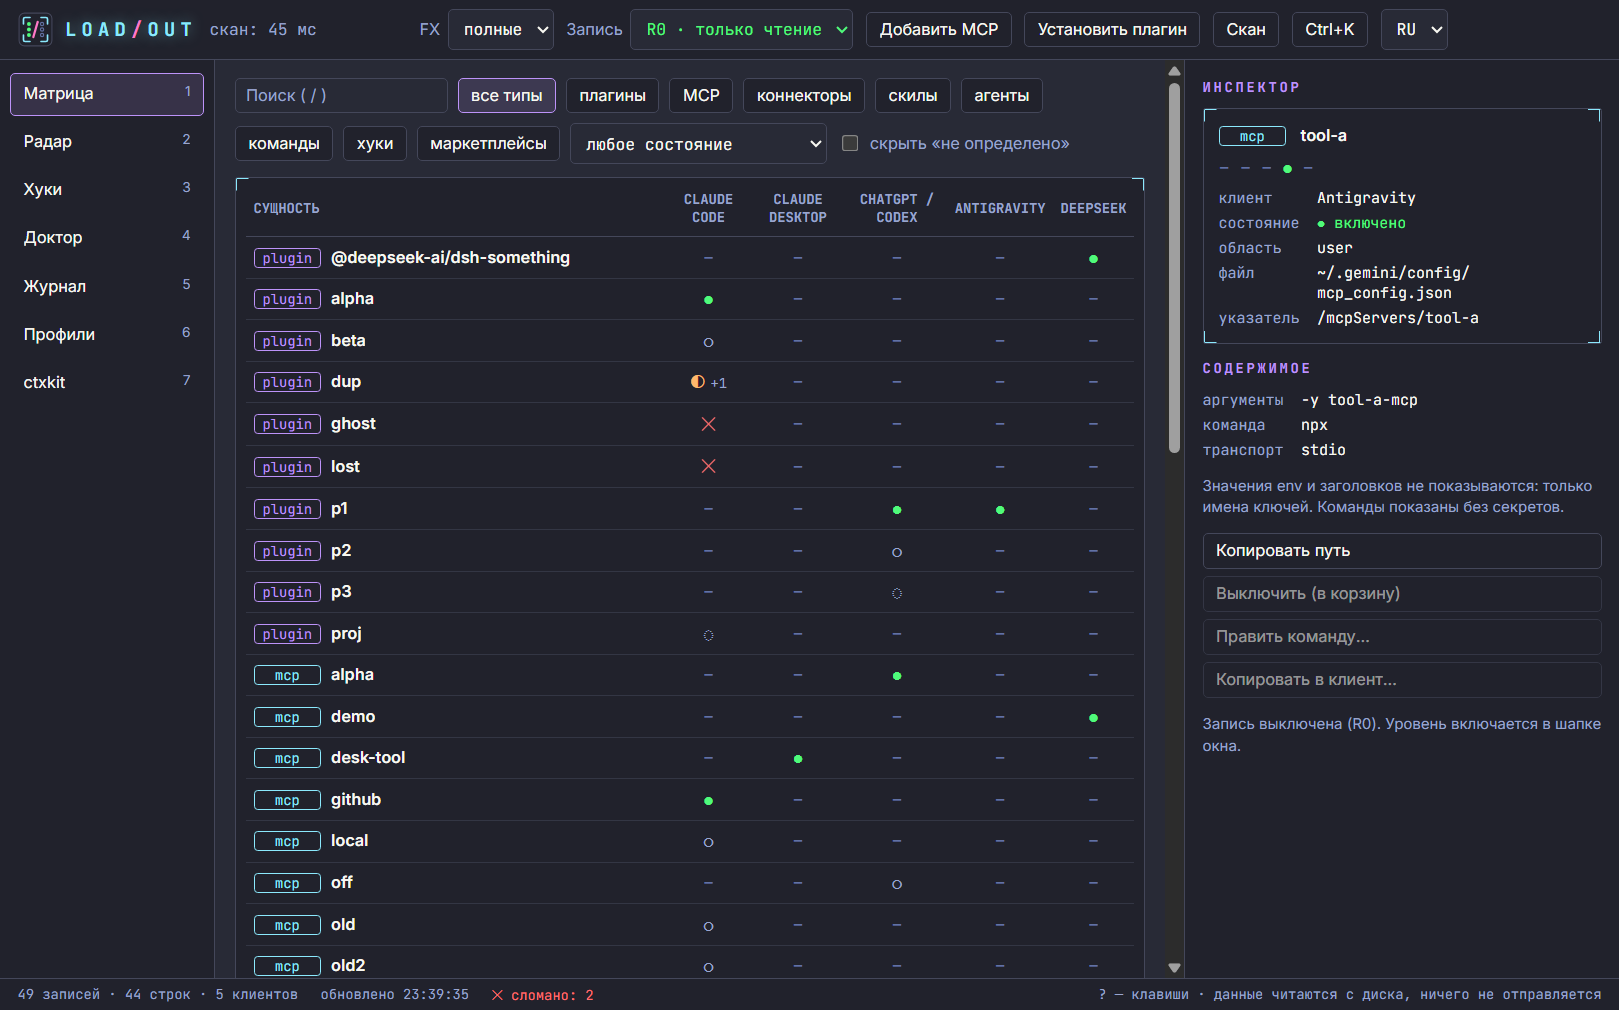 LOAD/OUT скан: 45 мс FX полные Запись R0 · только чтение Добавить MCP Установить плагин Скан Ctrl+K RU
Матрица 1
Радар 2
Хуки 3
Доктор 4
Журнал 5
Профили 6
ctxkit 7
Поиск ( / ) все типы плагины MCP коннекторы скилы агенты
команды хуки маркетплейсы любое состояние скрыть «не определено»
СУЩНОСТЬ CLAUDE CODE CLAUDE DESKTOP CHATGPT / CODEX ANTIGRAVITY DEEPSEEK
plugin @deepseek-ai/dsh-something – – – – ●
plugin alpha ● – – – –
plugin beta ○ – – – –
plugin dup ◐ +1 – – – –
plugin ghost ✕ – – – –
plugin lost ✕ – – – –
plugin p1 – – ● ● –
plugin p2 – – ○ – –
plugin p3 – – ◌ – –
plugin proj ◌ – – – –
mcp alpha – – ● – –
mcp demo – – – – ●
mcp desk-tool – ● – – –
mcp github ● – – – –
mcp local ○ – – – –
mcp off – – ○ – –
mcp old ○ – – – –
mcp old2 ○ – – – –
ИНСПЕКТОР
mcp tool-a
– – – ● –
клиент Antigravity
состояние ● включено
область user
файл ~/.gemini/config/
mcp_config.json
указатель /mcpServers/tool-a
СОДЕРЖИМОЕ
аргументы -y tool-a-mcp
команда npx
транспорт stdio
Значения env и заголовков не показываются: только
имена ключей. Команды показаны без секретов.
Копировать путь
Выключить (в корзину)
Править команду...
Копировать в клиент...
Запись выключена (R0). Уровень включается в шапке
окна.
49 записей · 44 строк · 5 клиентов обновлено 23:39:35 ✕ сломано: 2 ? — клавиши · данные читаются с диска, ничего не отправляется